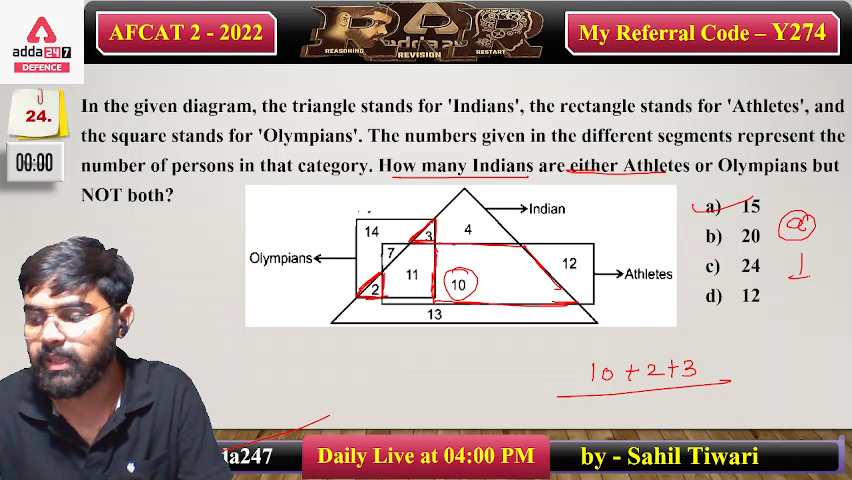 adda247
DEFENCE
AFCAT 2 - 2022
REASONING
adda247
REVISION
RESTART
My Referral Code – Y274
24.
00:00
In the given diagram, the triangle stands for 'Indians', the rectangle stands for 'Athletes', and
the square stands for 'Olympians'. The numbers given in the different segments represent the
number of persons in that category. How many Indians are either Athletes or Olympians but
NOT both?
a) 15
b) 20
c) 24
d) 12
Indian
14
3
4
7
Olympians
11
10
12
Athletes
2
13
10 + 2 + 3
da247
Daily Live at 04:00 PM
by - Sahil Tiwari